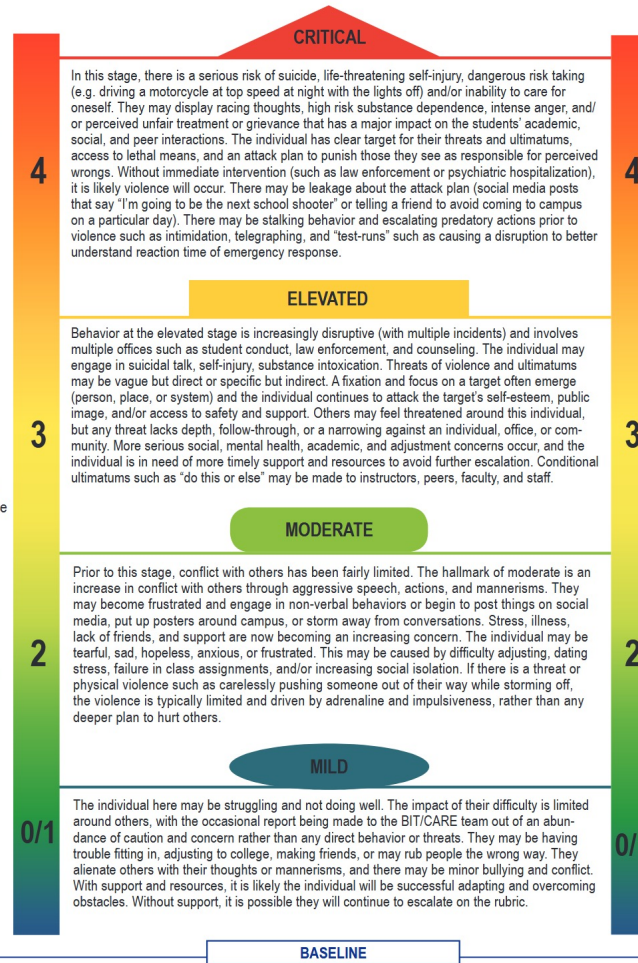 CRITICAL
In this stage, there is a serious risk of suicide, life-threatening self-injury, dangerous risk taking
(e.g. driving a motorcycle at top speed at night with the lights off) and/or inability to care for
oneself. They may display racing thoughts, high risk substance dependence, intense anger, and/
or perceived unfair treatment or grievance that has a major impact on the students' academic,
social, and peer interactions. The individual has clear target for their threats and ultimatums,
access to lethal means, and an attack plan to punish those they see as responsible for perceived
wrongs. Without immediate intervention (such as law enforcement or psychiatric hospitalization),
it is likely violence will occur. There may be leakage about the attack plan (social media posts
that say "I'm going to be the next school shooter" or telling a friend to avoid coming to campus
on a particular day). There may be stalking behavior and escalating predatory actions prior to
violence such as intimidation, telegraphing, and "test-runs" such as causing a disruption to better
understand reaction time of emergency response.
4
4
ELEVATED
Behavior at the elevated stage is increasingly disruptive (with multiple incidents) and involves
multiple offices such as student conduct, law enforcement, and counseling. The individual may
engage in suicidal talk, self-injury, substance intoxication. Threats of violence and ultimatums
may be vague but direct or specific but indirect. A fixation and focus on a target often emerge
(person, place, or system) and the individual continues to attack the target's self-esteem, public
image, and/or access to safety and support. Others may feel threatened around this individual,
but any threat lacks depth, follow-through, or a narrowing against an individual, office, or com-
munity. More serious social, mental health, academic, and adjustment concerns occur, and the
individual is in need of more timely support and resources to avoid further escalation. Conditional
ultimatums such as "do this or else" may be made to instructors, peers, faculty, and staff.
3
3
e
MODERATE
Prior to this stage, conflict with others has been fairly limited. The hallmark of moderate is an
increase in conflict with others through aggressive speech, actions, and mannerisms. They
may become frustrated and engage in non-verbal behaviors or begin to post things on social
media, put up posters around campus, or storm away from conversations. Stress, illness,
lack of friends, and support are now becoming an increasing concern. The individual may be
tearful, sad, hopeless, anxious, or frustrated. This may be caused by difficulty adjusting, dating
stress, failure in class assignments, and/or increasing social isolation. If there is a threat or
physical violence such as carelessly pushing someone out of their way while storming off,
the violence is typically limited and driven by adrenaline and impulsiveness, rather than any
deeper plan to hurt others.
2
2
MILD
The individual here may be struggling and not doing well. The impact of their difficulty is limited
around others, with the occasional report being made to the BIT/CARE team out of an abun-
dance of caution and concern rather than any direct behavior or threats. They may be having
trouble fitting in, adjusting to college, making friends, or may rub people the wrong way. They
alienate others with their thoughts or mannerisms, and there may be minor bullying and conflict.
With support and resources, it is likely the individual will be successful adapting and overcoming
obstacles. Without support, it is possible they will continue to escalate on the rubric.
0/1
0/
BASELINE